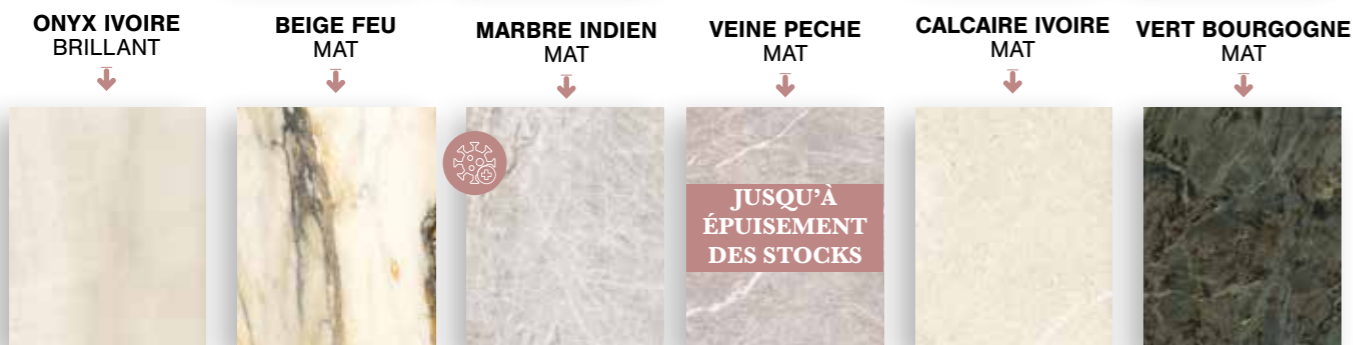 ONYX IVOIRE
BRILLANT
BEIGE FEU
MAT
MARBRE INDIEN
MAT
VEINE PECHE
MAT
CALCAIRE IVOIRE
MAT
VERT BOURGOGNE
MAT
JUSQU'À
ÉPUISEMENT
DES STOCKS